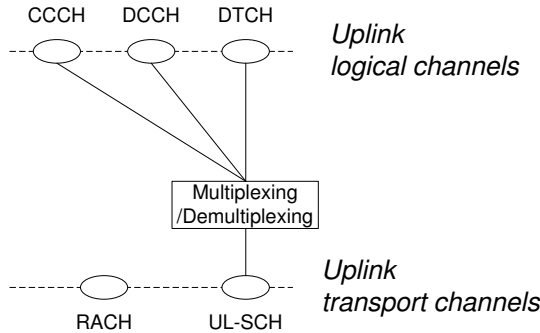 CCCH DCCH DTCH
Uplink
logical channels
Multiplexing
/Demultiplexing
Uplink
transport channels
RACH UL-SCH